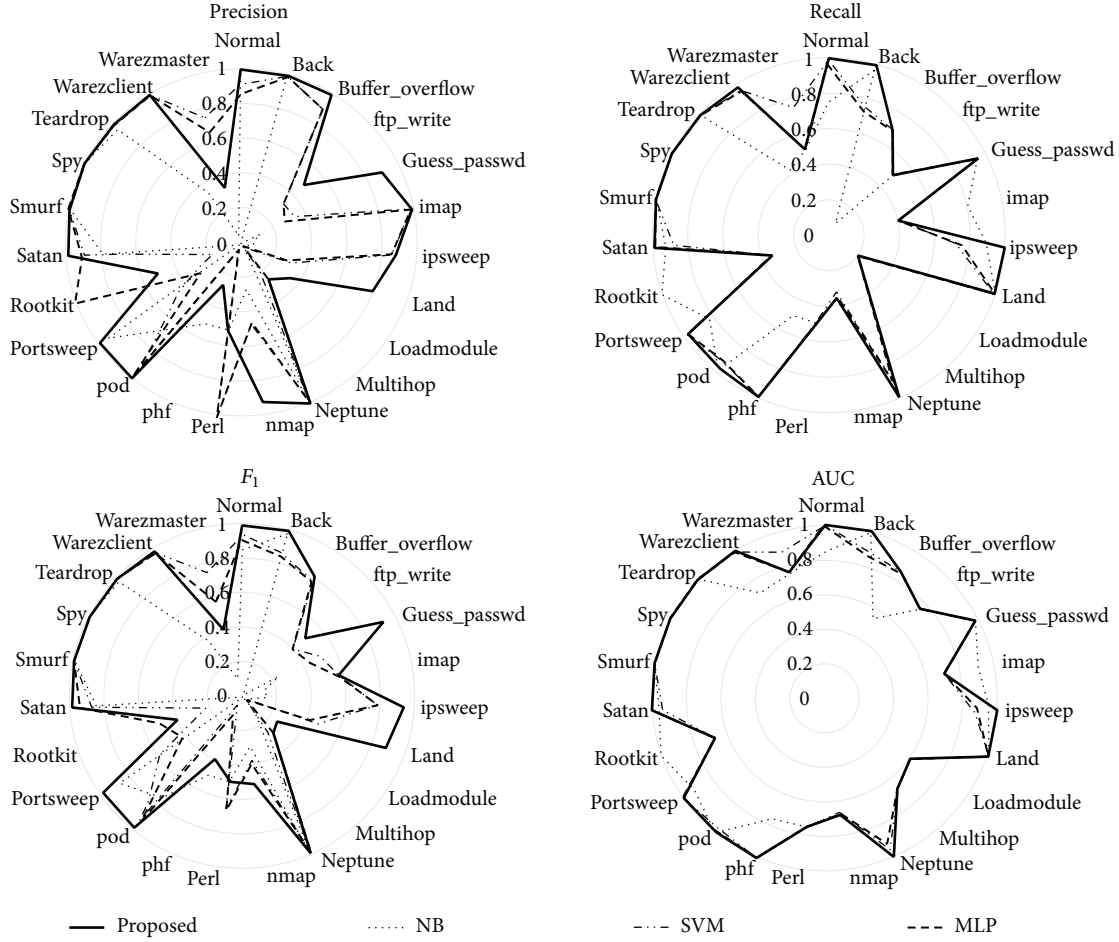 Precision
Normal
Back
Buffer_overflow
ftp_write
Guess_passwd
imap
ipsweep
Land
Loadmodule
Multihop
Neptune
nmap
Perl
phf
pod
Portsweep
Rootkit
Satan
Smurf
Spy
Teardrop
Warezclient
Warezmaster
1
0.8
0.6
0.4
0.2
0
Recall
Normal
Back
Buffer_overflow
ftp_write
Guess_passwd
imap
ipsweep
Land
Loadmodule
Multihop
Neptune
nmap
Perl
phf
pod
Portsweep
Rootkit
Satan
Smurf
Spy
Teardrop
Warezclient
Warezmaster
1
0.8
0.6
0.4
0.2
0
F1
Normal
Back
Buffer_overflow
ftp_write
Guess_passwd
imap
ipsweep
Land
Loadmodule
Multihop
Neptune
nmap
Perl
phf
pod
Portsweep
Rootkit
Satan
Smurf
Spy
Teardrop
Warezclient
Warezmaster
1
0.8
0.6
0.4
0.2
0
AUC
Normal
Back
Buffer_overflow
ftp_write
Guess_passwd
imap
ipsweep
Land
Loadmodule
Multihop
Neptune
nmap
Perl
phf
pod
Portsweep
Rootkit
Satan
Smurf
Spy
Teardrop
Warezclient
Warezmaster
1
0.8
0.6
0.4
0.2
0
Proposed
NB
SVM
MLP